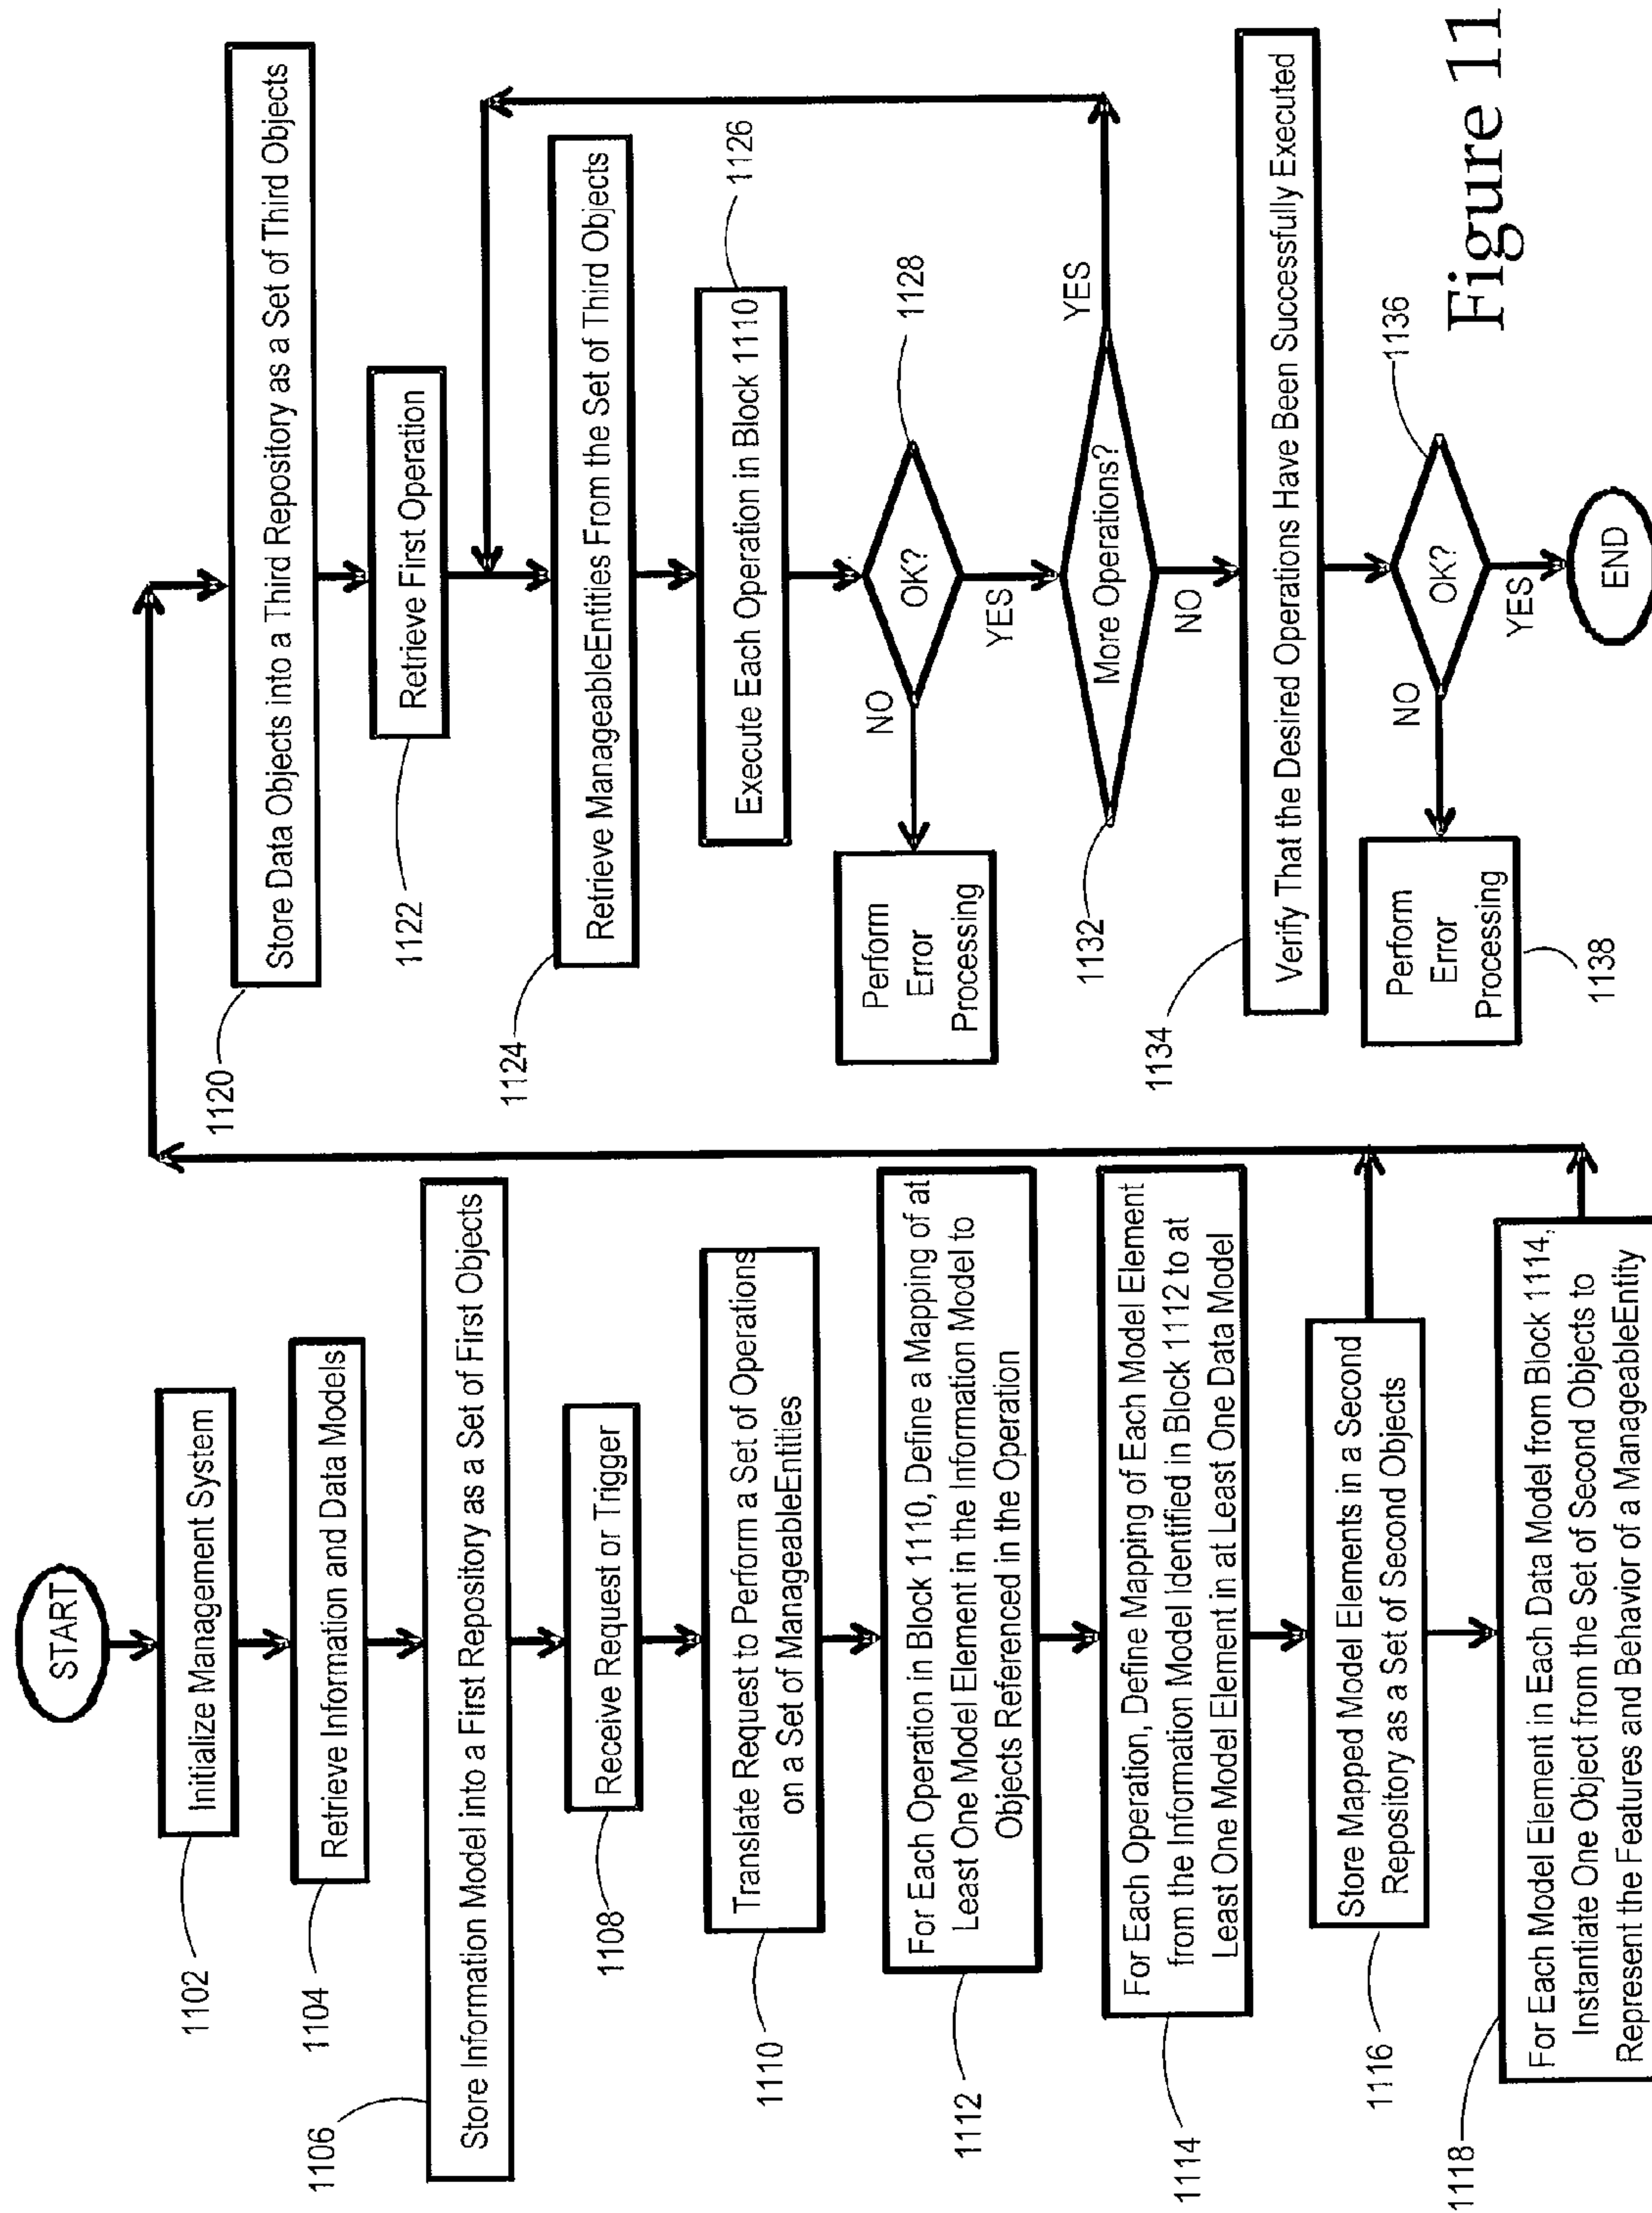 START
Initialize Management System
1102
Retrieve Information and Data Models
1104
Store Information Model into a First Repository as a Set of First Objects
1106
Receive Request or Trigger
1108
Translate Request to Perform a Set of Operations
on a Set of ManageableEntities
1110
For Each Operation in Block 1110, Define a Mapping of at
Least One Model Element in the Information Model to
Objects Referenced in the Operation
1112
For Each Operation, Define Mapping of Each Model Element
from the Information Model Identified in Block 1112 to at
Least One Model Element in at Least One Data Model
1114
Store Mapped Model Elements in a Second
Repository as a Set of Second Objects
1116
For Each Model Element in Each Data Model from Block 1114,
Instantiate One Object from the Set of Second Objects to
Represent the Features and Behavior of a ManageableEntity
1118
Store Data Objects into a Third Repository as a Set of Third Objects
1120
Retrieve First Operation
1122
Retrieve ManageableEntities From the Set of Third Objects
1124
Execute Each Operation in Block 1110
1126
OK?
1128
NO
YES
Perform
Error
Processing
More Operations?
1132
YES
NO
Verify That the Desired Operations Have Been Successfully Executed
1134
OK?
1136
NO
YES
Perform
Error
Processing
1138
END
Figure 11